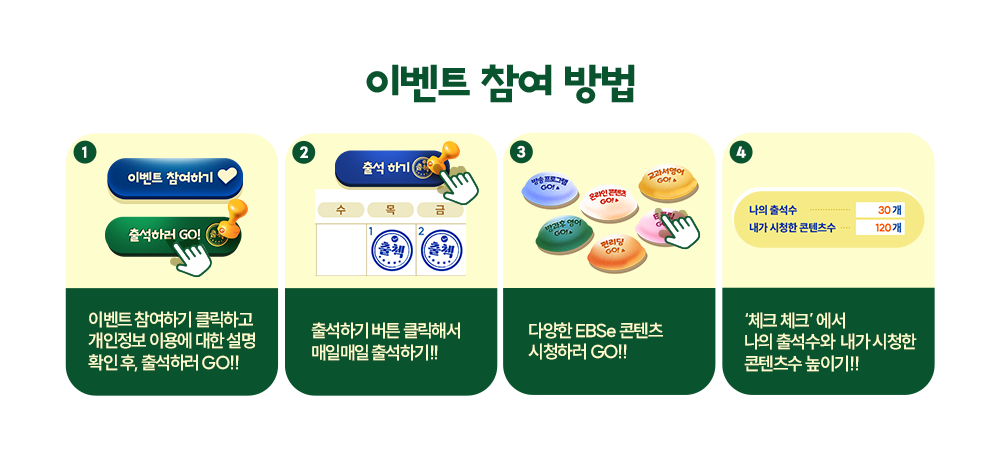 이벤트 참여 방법
1
이벤트 참여하기
출석하러 GO!
이벤트 참여하기 클릭하고
개인정보 이용에 대한 설명
확인 후, 출석하러 GO!!
2
출석 하기
수 목 금
1 2
출첵 출첵
출석하기 버튼 클릭해서
매일매일 출석하기!!
3
방송 프로그램
GO!
온라인 콘텐츠
GO!
교과서영어
GO!
방과후 영어
GO!
펀리딩
GO!
다양한 EBSe 콘텐츠
시청하러 GO!!
4
나의 출석수 30 개
내가 시청한 콘텐츠수 120 개
‘체크 체크’ 에서
나의 출석수와 내가 시청한
콘텐츠수 높이기!!